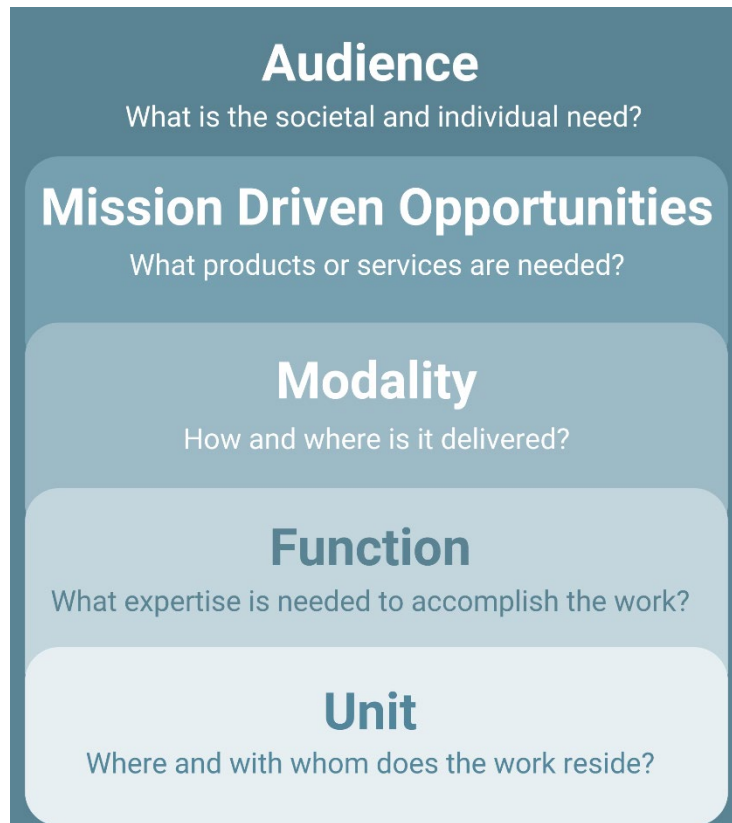 Audience
What is the societal and individual need?
Mission Driven Opportunities
What products or services are needed?
Modality
How and where is it delivered?
Function
What expertise is needed to accomplish the work?
Unit
Where and with whom does the work reside?